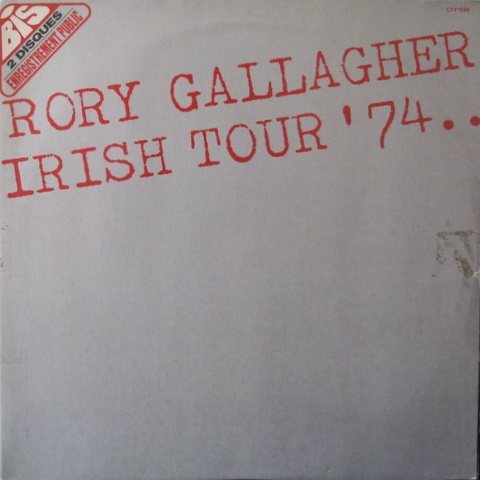 BIS
2 DISQUES
ENREGISTREMENT PUBLIC
RORY GALLAGHER
IRISH TOUR '74..